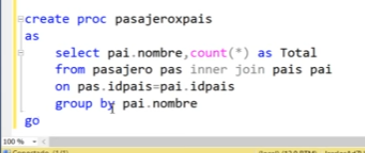 create proc pasajeroxpais
as
select pai.nombre,count(*) as Total
from pasajero pas inner join pais pai
on pas.idpais=pai.idpais
group by pai.nombre
go
100 %